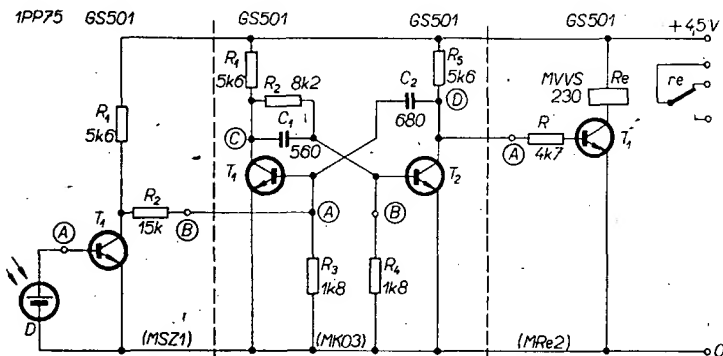 1PP75 GS501 GS501 GS501 GS501
+4,5V
R1 5k6
R2 8k2
R1 5k6
C1 560
C2 680
R5 5k6
D
C
MVVS 230
Re
re
A
R 4k7
T1
T1
T2
T1
A
R2 15k
B
A
B
R3 1k8
R4 1k8
D
(MSZ1) (MK03) (MRe2)
0